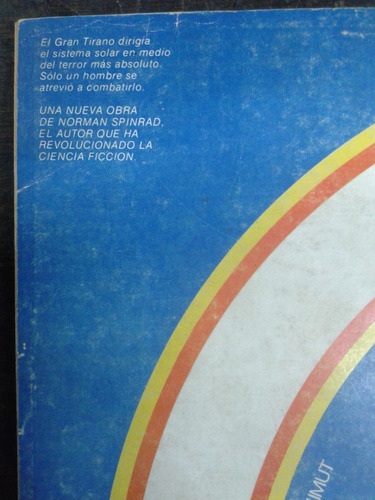 El Gran Tirano dirigía
el sistema solar en medio
del terror más absoluto.
Sólo un hombre se
atrevió a combatirlo.
UNA NUEVA OBRA
DE NORMAN SPINRAD,
EL AUTOR QUE HA
REVOLUCIONADO LA
CIENCIA FICCION.